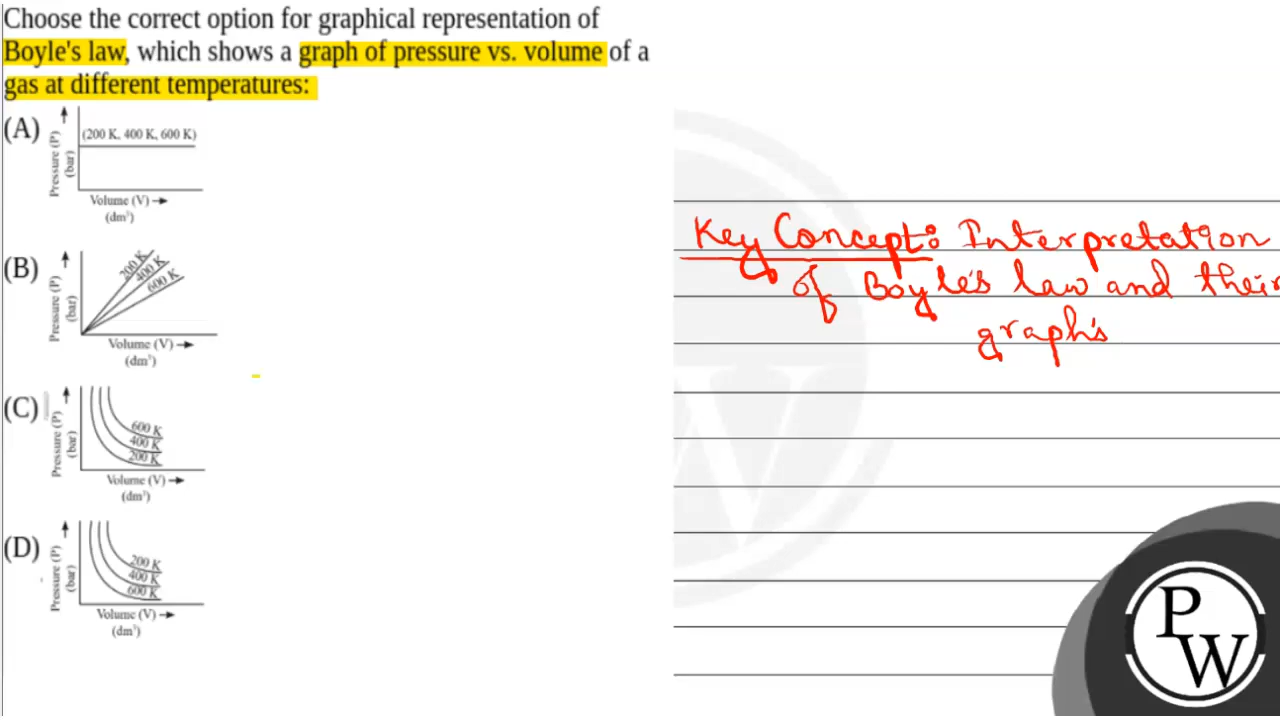 Choose the correct option for graphical representation of
Boyle's law, which shows a graph of pressure vs. volume of a
gas at different temperatures:
(A)
Pressure (P)
(bar)
(200 K, 400 K, 600 K)
Volume (V)
(dm³)
(B)
Pressure (P)
(bar)
200 K
400 K
600 K
Volume (V)
(dm³)
(C)
Pressure (P)
(bar)
600 K
400 K
200 K
Volume (V)
(dm³)
(D)
Pressure (P)
(bar)
200 K
400 K
600 K
Volume (V)
(dm³)
Key Concept: Interpretation
of Boyle's law and their
graph's
P
W